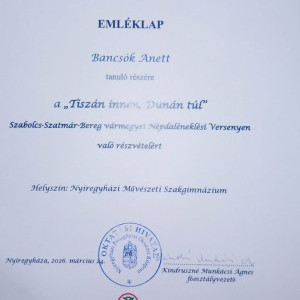 EMLÉKLAP
Bancsók Anett
tanuló részére
a „Tiszán innen, Dunán túl”
Szabolcs-Szatmár-Bereg vármegyei Népdaléneklési Versenyen
való részvételért
Helyszín: Nyíregyházi Művészeti Szakgimnázium
Nyíregyháza, 2026. március
Kindruszné Munkácsi Ágnes
főosztályvezető